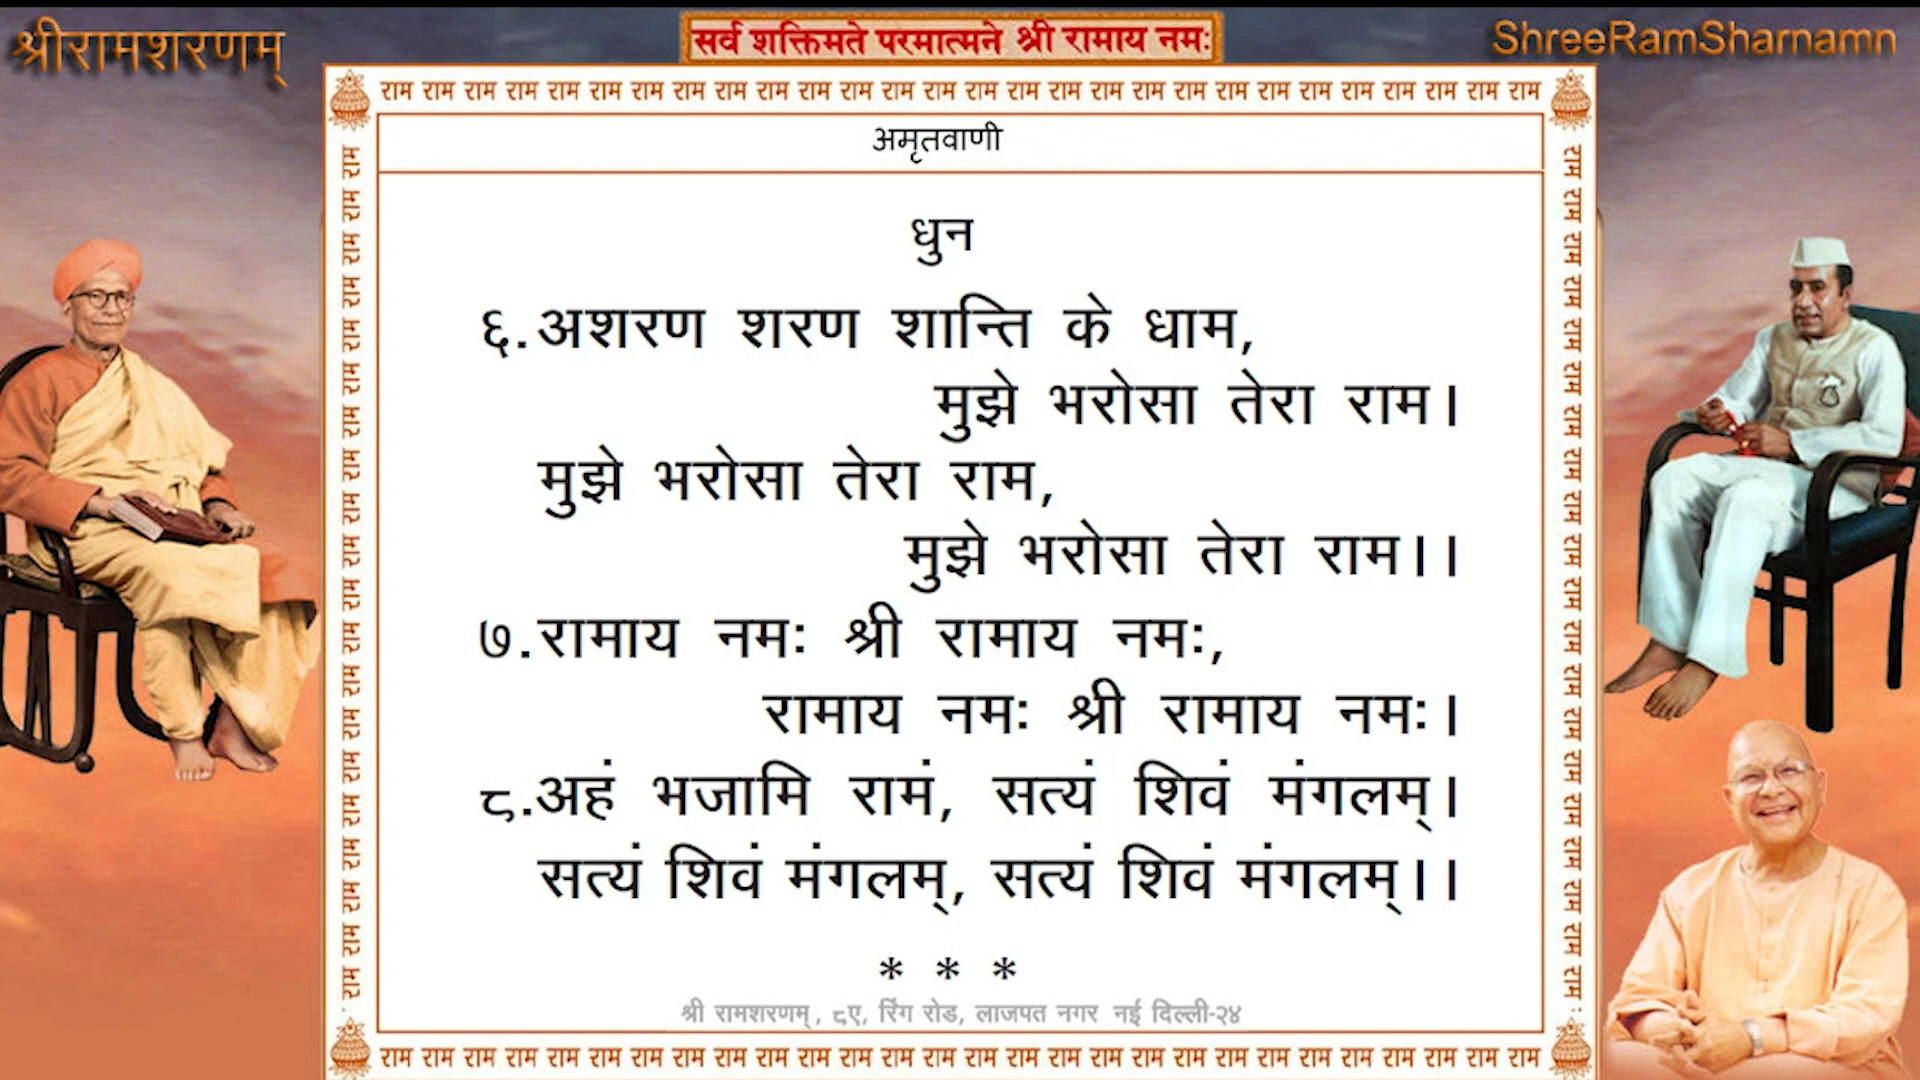 श्रीरामशरणम्
सर्व शक्तिमते परमात्मने श्री रामाय नमः
ShreeRamSharnamn
राम राम राम राम राम राम राम राम राम राम राम राम राम राम राम राम राम राम राम राम राम राम राम राम राम राम राम राम
अमृतवाणी
धुन
६.अशरण शरण शान्ति के धाम,
मुझे भरोसा तेरा राम।
मुझे भरोसा तेरा राम,
मुझे भरोसा तेरा राम।।
७.रामाय नमः श्री रामाय नमः,
रामाय नमः श्री रामाय नमः।
८.अहं भजामि रामं, सत्यं शिवं मंगलम्।
सत्यं शिवं मंगलम्, सत्यं शिवं मंगलम्।।
* * *
श्री रामशरणम् , ८ए, रिंग रोड, लाजपत नगर नई दिल्ली-२४
राम राम राम राम राम राम राम राम राम राम राम राम राम राम राम राम राम राम राम राम राम राम राम राम राम राम राम राम
राम राम राम राम राम राम राम राम राम राम राम राम राम राम राम राम राम राम राम राम
राम राम राम राम राम राम राम राम राम राम राम राम राम राम राम राम राम राम राम राम